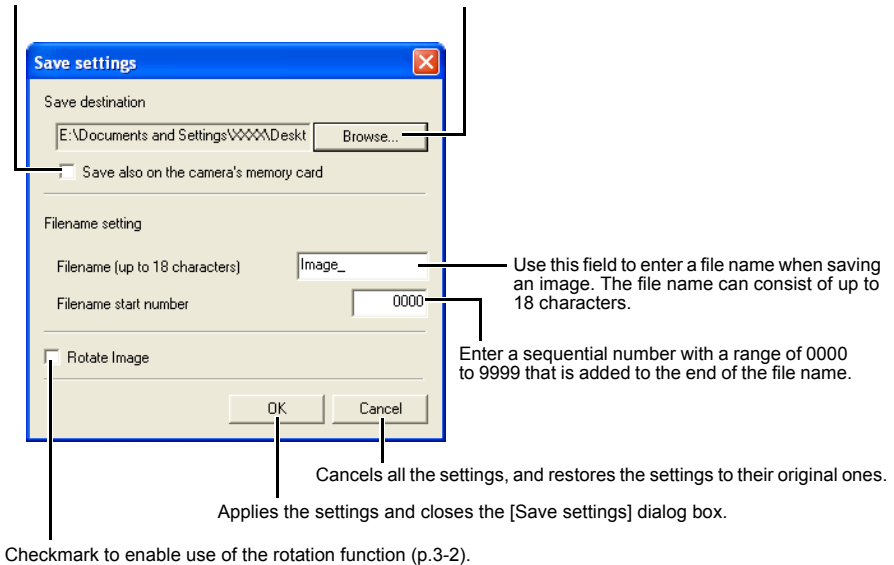 Save settings
Save destination
E:\Documents and Settings\XXXX\Deskt
Browse...
Save also on the camera's memory card
Filename setting
Filename (up to 18 characters)
Image_
Use this field to enter a file name when saving
an image. The file name can consist of up to
18 characters.
Filename start number
0000
Enter a sequential number with a range of 0000
to 9999 that is added to the end of the file name.
Rotate Image
OK
Cancel
Cancels all the settings, and restores the settings to their original ones.
Applies the settings and closes the [Save settings] dialog box.
Checkmark to enable use of the rotation function (p.3-2).